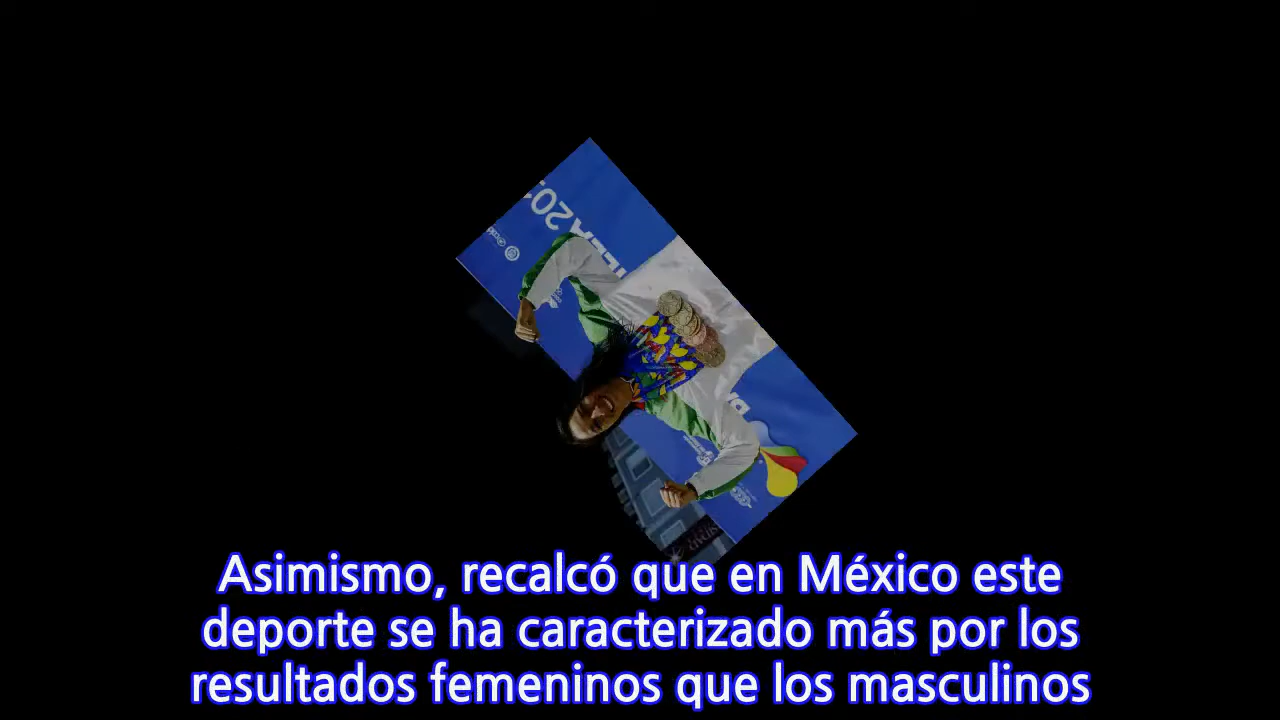 Asimismo, recalcó que en México este
deporte se ha caracterizado más por los
resultados femeninos que los masculinos